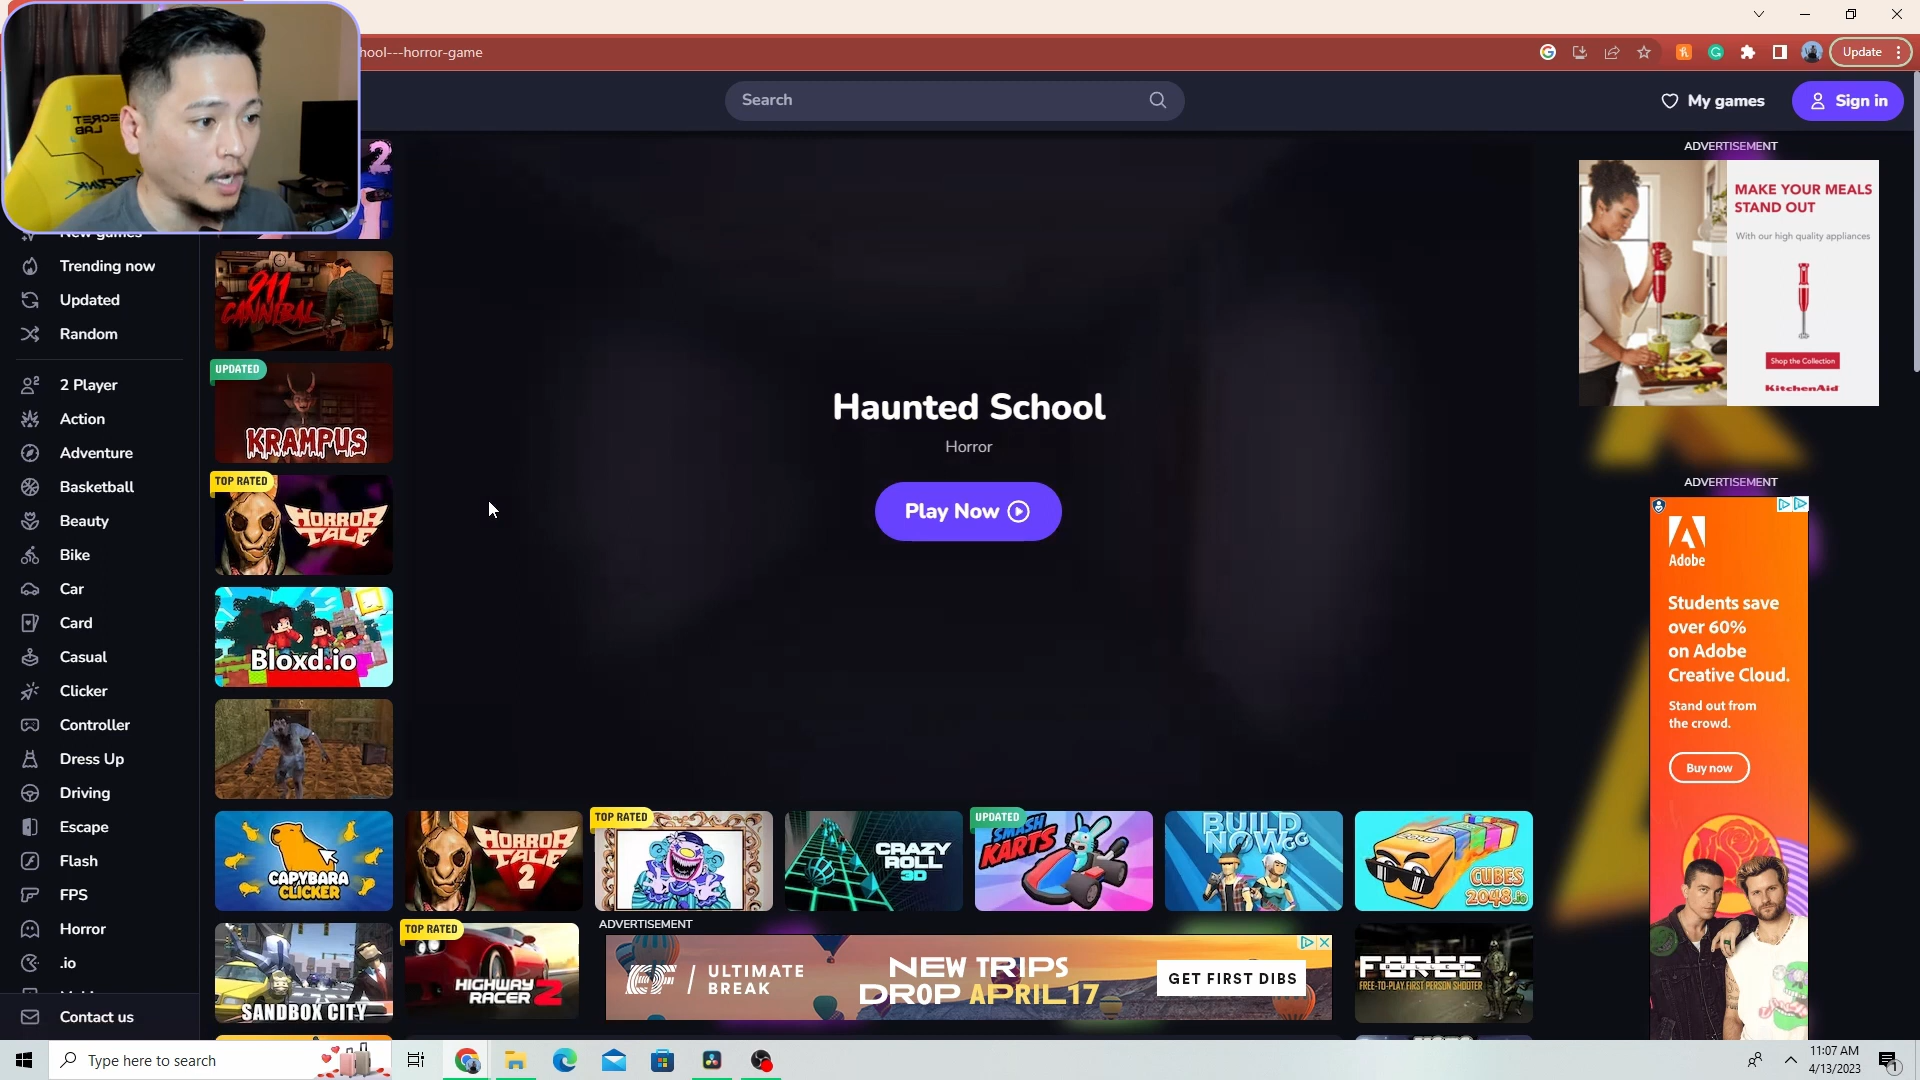 hool---horror-game
Update
Search
My games
Sign in
2
New games
Trending now
Updated
Random
2 Player
Action
Adventure
Basketball
Beauty
Bike
Car
Card
Casual
Clicker
Controller
Dress Up
Driving
Escape
Flash
FPS
Horror
.io
Contact us
911
CANNIBAL
UPDATED
KRAMPUS
TOP RATED
HORROR
TALE
Bloxd.io
CAPYBARA
CLICKER
SANDBOX CITY
Haunted School
Horror
Play Now
HORROR
TALE
2
TOP RATED
CRAZY
ROLL
3D
UPDATED
SMASH
KARTS
BUILD
NOW GG
CUBES
2048.io
TOP RATED
HIGHWAY
RACER 2
ADVERTISEMENT
EF / ULTIMATE
BREAK
NEW TRIPS
DROP APRIL 17
GET FIRST DIBS
FREE-TO-PLAY FIRST PERSON SHOOTER
ADVERTISEMENT
MAKE YOUR MEALS
STAND OUT
With our high quality appliances
Shop the Collection
KitchenAid
ADVERTISEMENT
Adobe
Students save
over 60%
on Adobe
Creative Cloud.
Stand out from
the crowd.
Buy now
Type here to search
11:07 AM
4/13/2023
1